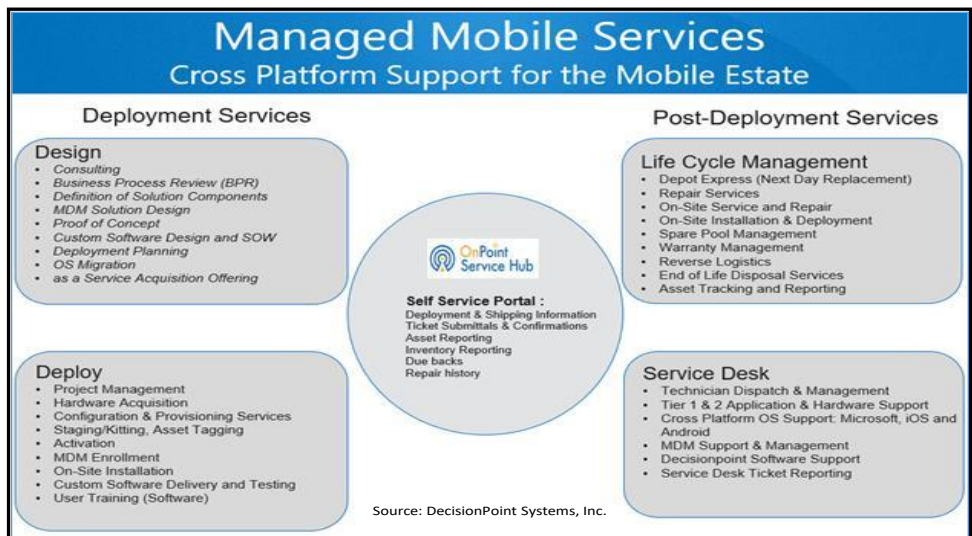 Managed Mobile Services
Cross Platform Support for the Mobile Estate
Deployment Services
Design
• Consulting
• Business Process Review (BPR)
• Definition of Solution Components
• MDM Solution Design
• Proof of Concept
• Custom Software Design and SOW
• Deployment Planning
• OS Migration
• as a Service Acquisition Offering
Deploy
• Project Management
• Hardware Acquisition
• Configuration & Provisioning Services
• Staging/Kitting, Asset Tagging
• Activation
• MDM Enrollment
• On-Site Installation
• Custom Software Delivery and Testing
• User Training (Software)
OnPoint
Service Hub
Self Service Portal :
Deployment & Shipping Information
Ticket Submittals & Confirmations
Asset Reporting
Inventory Reporting
Due backs
Repair history
Post-Deployment Services
Life Cycle Management
• Depot Express (Next Day Replacement)
• Repair Services
• On-Site Service and Repair
• On-Site Installation & Deployment
• Spare Pool Management
• Warranty Management
• Reverse Logistics
• End of Life Disposal Services
• Asset Tracking and Reporting
Service Desk
• Technician Dispatch & Management
• Tier 1 & 2 Application & Hardware Support
• Cross Platform OS Support: Microsoft, iOS and
Android
• MDM Support & Management
• Decisionpoint Software Support
• Service Desk Ticket Reporting
Source: DecisionPoint Systems, Inc.